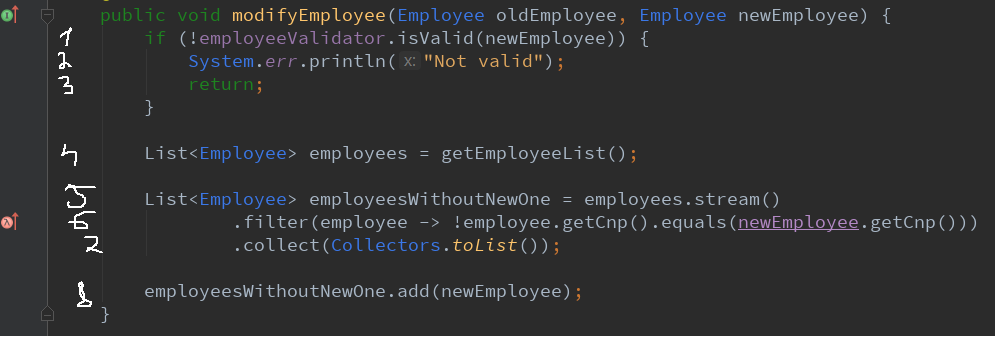 public void modifyEmployee(Employee oldEmployee, Employee newEmployee) {
1 if (!employeeValidator.isValid(newEmployee)) {
2 System.err.println( x: "Not valid");
3 return;
}
4 List<Employee> employees = getEmployeeList();
5 List<Employee> employeesWithoutNewOne = employees.stream()
6 .filter(employee -> !employee.getCnp().equals(newEmployee.getCnp()))
2 .collect(Collectors.toList());
8 employeesWithoutNewOne.add(newEmployee);
}